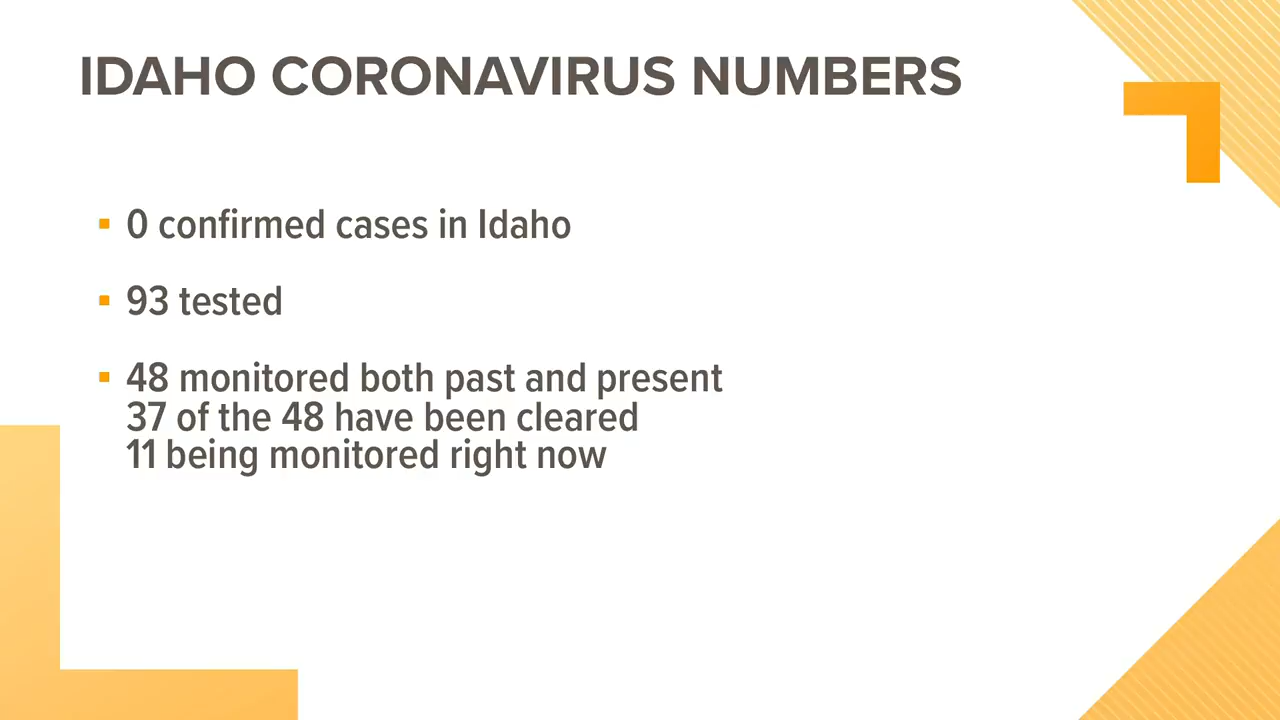 IDAHO CORONAVIRUS NUMBERS
▪ 0 confirmed cases in Idaho
▪ 93 tested
▪ 48 monitored both past and present
37 of the 48 have been cleared
11 being monitored right now